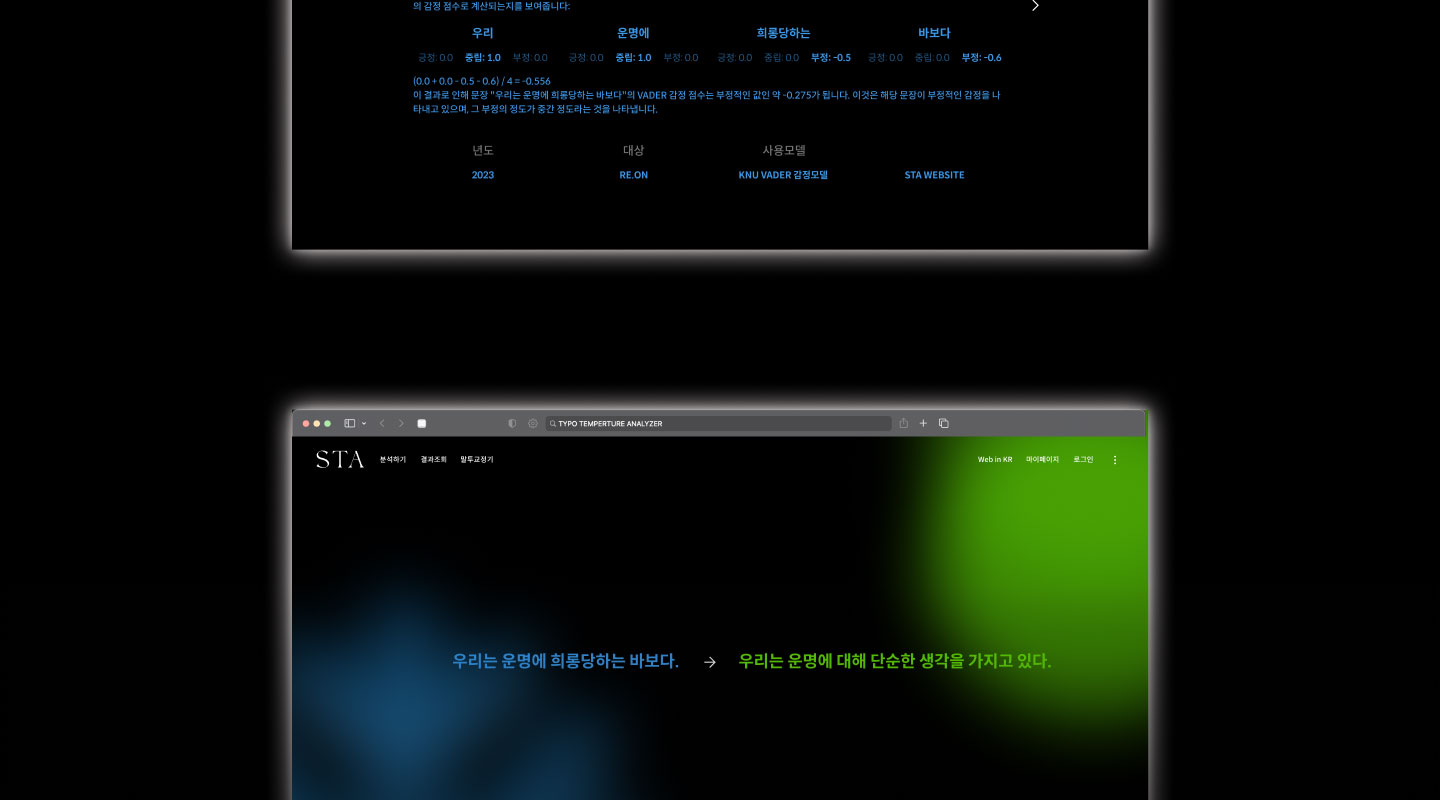 의 감정 점수로 계산되는지를 보여줍니다:
우리 운명에 희롱당하는 바보다
긍정: 0.0 중립: 1.0 부정: 0.0 긍정: 0.0 중립: 1.0 부정: 0.0 긍정: 0.0 중립: 0.0 부정: -0.5 긍정: 0.0 중립: 0.0 부정: -0.6
(0.0 + 0.0 - 0.5 - 0.6) / 4 = -0.556
이 결과로 인해 문장 "우리는 운명에 희롱당하는 바보다"의 VADER 감정 점수는 부정적인 값인 약 -0.275가 됩니다. 이것은 해당 문장이 부정적인 감정을 나
타내고 있으며, 그 부정의 정도가 중간 정도라는 것을 나타냅니다.
년도 대상 사용모델
2023 RE.ON KNU VADER 감정모델 STA WEBSITE
TYPO TEMPERTURE ANALYZER
STA 분석하기 결과조회 말투교정기 Web in KR 마이페이지 로그인
우리는 운명에 희롱당하는 바보다. → 우리는 운명에 대해 단순한 생각을 가지고 있다.